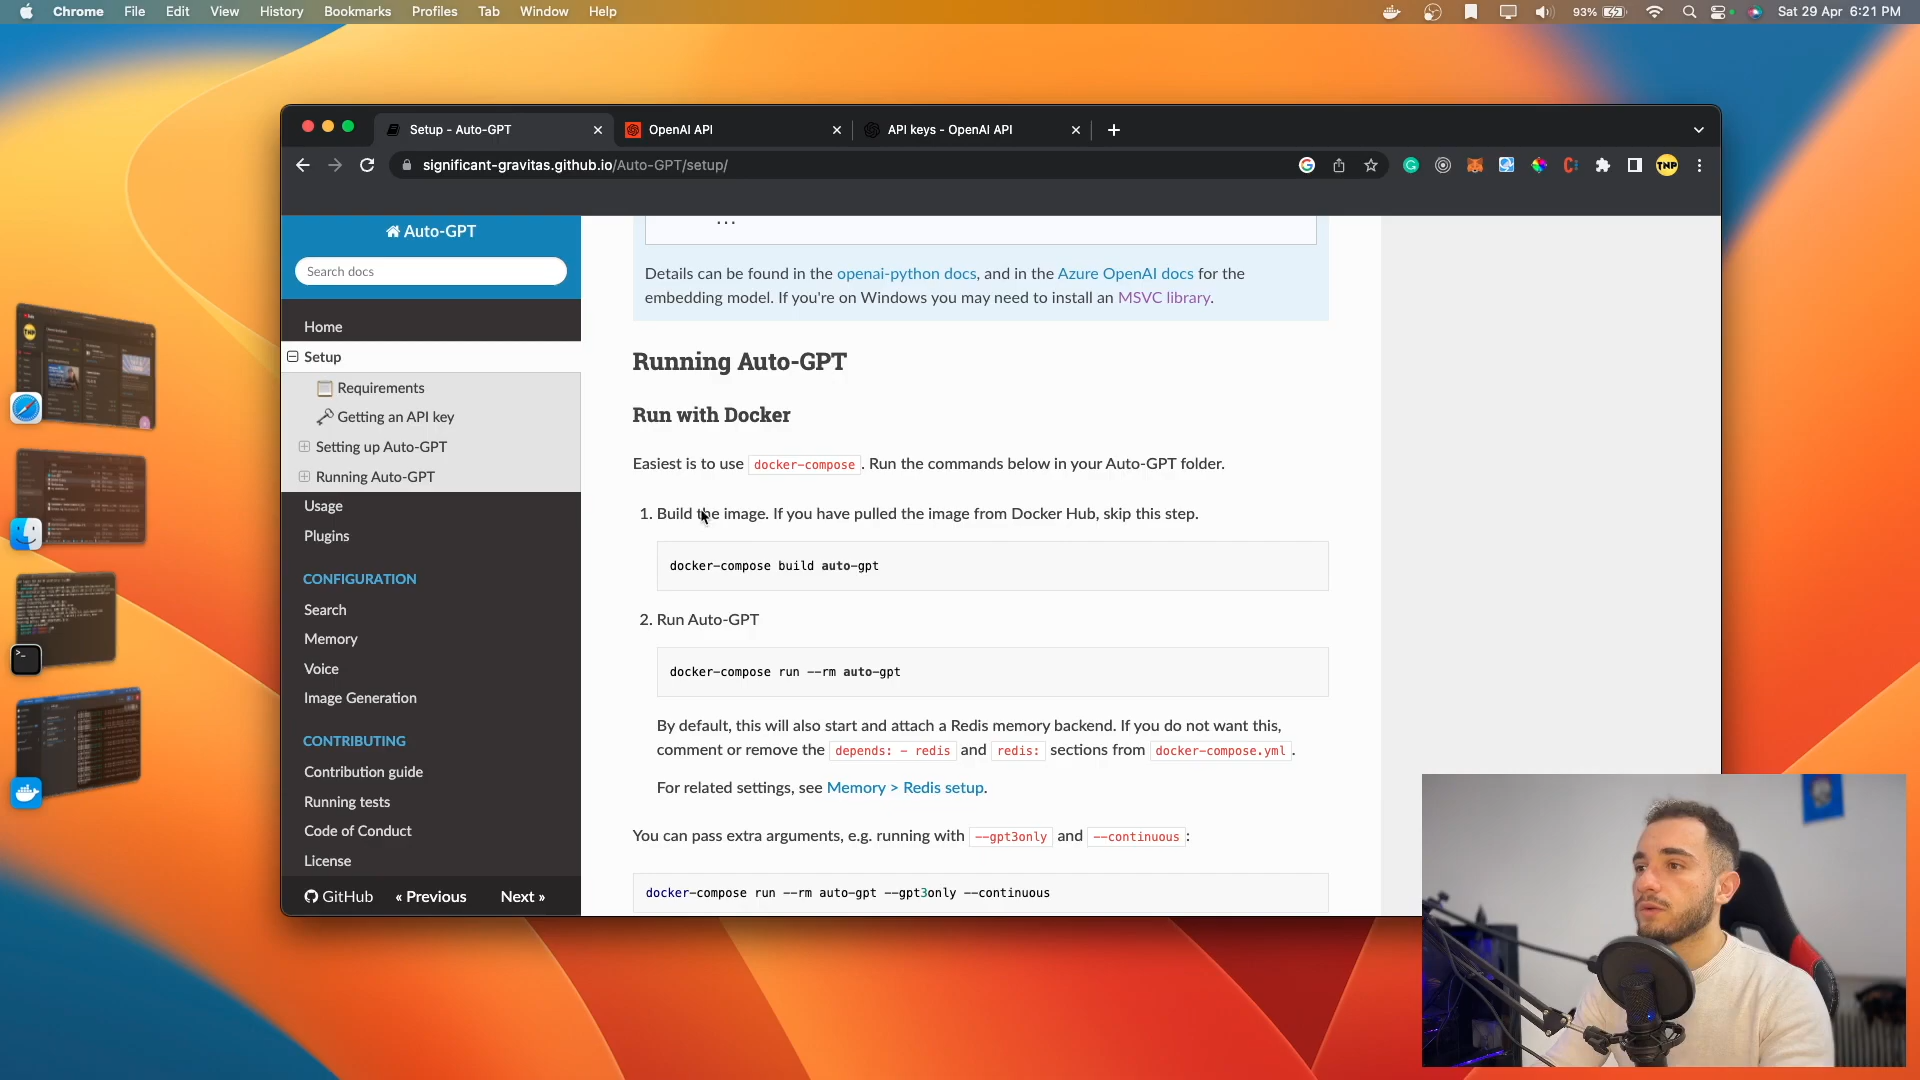 Chrome File Edit View History Bookmarks Profiles Tab Window Help 93% Sat 29 Apr 6:21 PM
Setup - Auto-GPT OpenAI API API keys - OpenAI API
significant-gravitas.github.io/Auto-GPT/setup/
TNP
Auto-GPT
Search docs
Home
Setup
Requirements
Getting an API key
Setting up Auto-GPT
Running Auto-GPT
Usage
Plugins
CONFIGURATION
Search
Memory
Voice
Image Generation
CONTRIBUTING
Contribution guide
Running tests
Code of Conduct
License
GitHub « Previous Next »
...
Details can be found in the openai-python docs, and in the Azure OpenAI docs for the
embedding model. If you're on Windows you may need to install an MSVC library.
Running Auto-GPT
Run with Docker
Easiest is to use docker-compose. Run the commands below in your Auto-GPT folder.
1. Build the image. If you have pulled the image from Docker Hub, skip this step.
docker-compose build auto-gpt
2. Run Auto-GPT
docker-compose run --rm auto-gpt
By default, this will also start and attach a Redis memory backend. If you do not want this,
comment or remove the depends: - redis and redis: sections from docker-compose.yml.
For related settings, see Memory > Redis setup.
You can pass extra arguments, e.g. running with --gpt3only and --continuous:
docker-compose run --rm auto-gpt --gpt3only --continuous